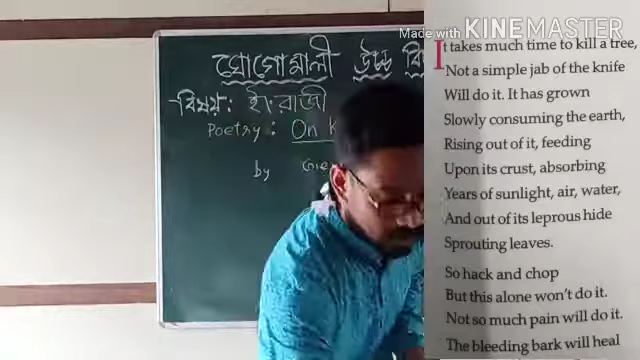 Made with KINEMASTER
ঘোগোমালী উচ্চ
বিষয়: ইংরাজী
Poetry: On K
by Gie
It takes much time to kill a tree,
Not a simple jab of the knife
Will do it. It has grown
Slowly consuming the earth,
Rising out of it, feeding
Upon its crust, absorbing
Years of sunlight, air, water,
And out of its leprous hide
Sprouting leaves.
So hack and chop
But this alone won't do it.
Not so much pain will do it.
The bleeding bark will heal